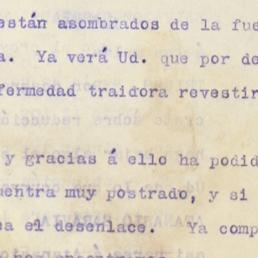 están asombrados de la fue
a. Ya verá Ud. que por de
fermedad traidora revestir
y gracias á ello ha podid
uentra muy postrado, y si
a el desenlace. Ya comp